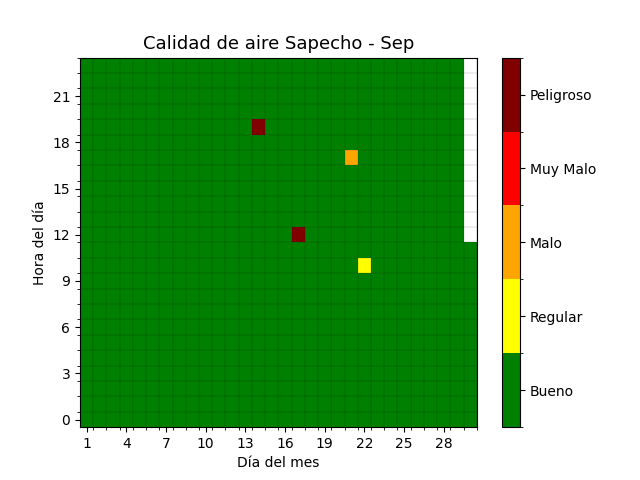 Calidad de aire Sapecho - Sep
Hora del día
21
18
15
12
9
6
3
0
1 4 7 10 13 16 19 22 25 28
Día del mes
Peligroso
Muy Malo
Malo
Regular
Bueno